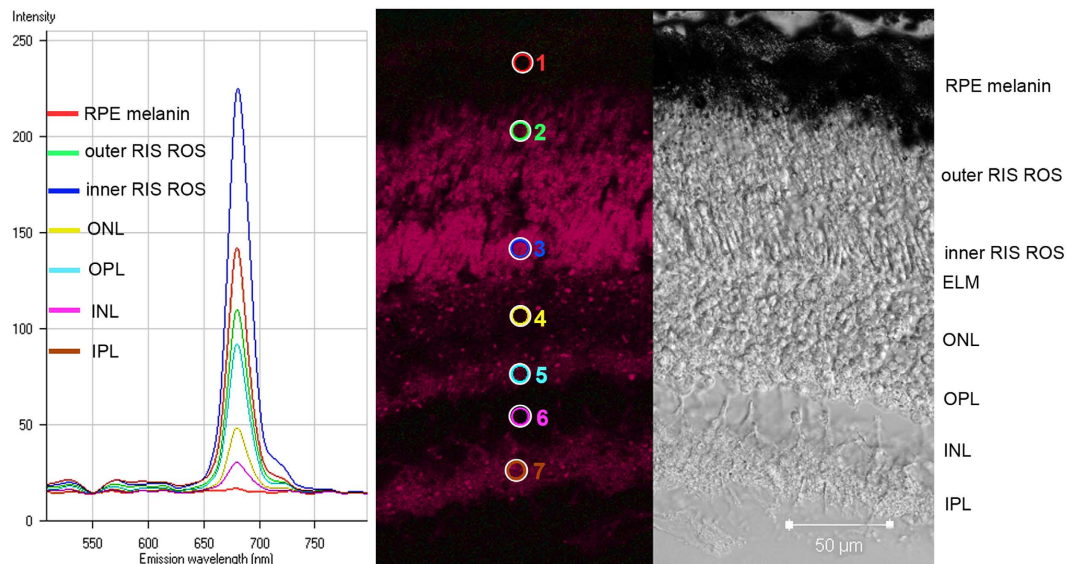 Intensity
250
200
150
100
50
0
550
600
650
700
750
Emission wavelength [nm]
RPE melanin
outer RIS ROS
inner RIS ROS
ONL
OPL
INL
IPL
1
2
3
4
5
6
7
50 µm
RPE melanin
outer RIS ROS
inner RIS ROS
ELM
ONL
OPL
INL
IPL